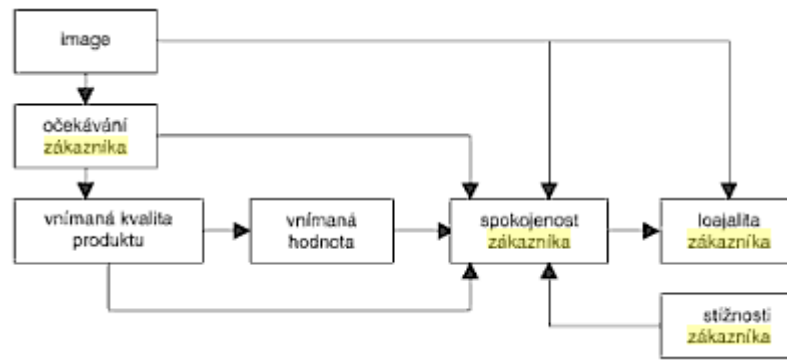 image
očekávání
zákazníka
vnímaná kvalita
produktu
vnímaná
hodnota
spokojenost
zákazníka
loajalita
zákazníka
stížnosti
zákazníka